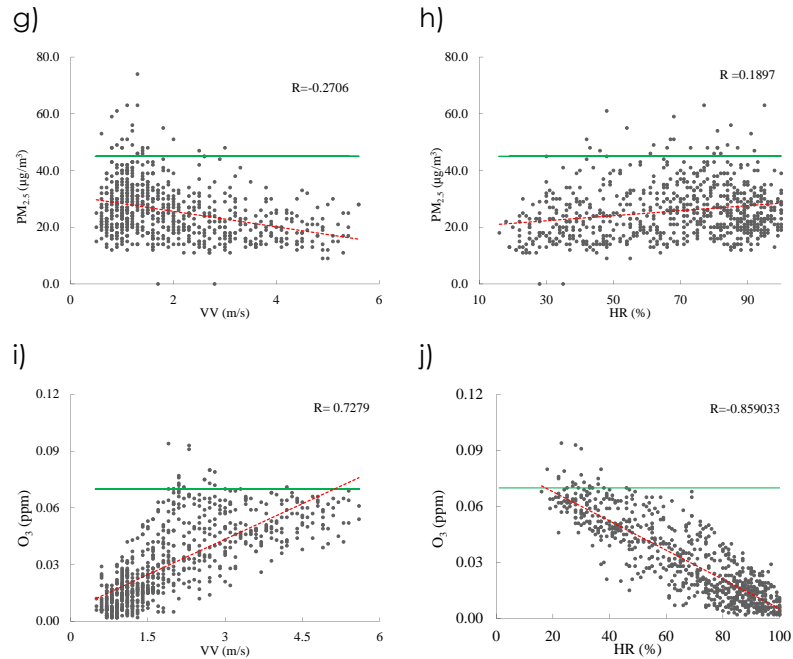 g)
80.0
60.0
40.0
20.0
0.0
PM2.5 (µg/m³)
R=-0.2706
0 2 4 6
VV (m/s)
h)
80.0
60.0
40.0
20.0
0.0
PM2.5 (µg/m³)
R =0.1897
10 30 50 70 90
HR (%)
i)
0.12
0.09
0.06
0.03
0.00
O3 (ppm)
R= 0.7279
0 1.5 3 4.5 6
VV (m/s)
j)
0.12
0.09
0.06
0.03
0.00
O3 (ppm)
R=-0.859033
0 20 40 60 80 100
HR (%)